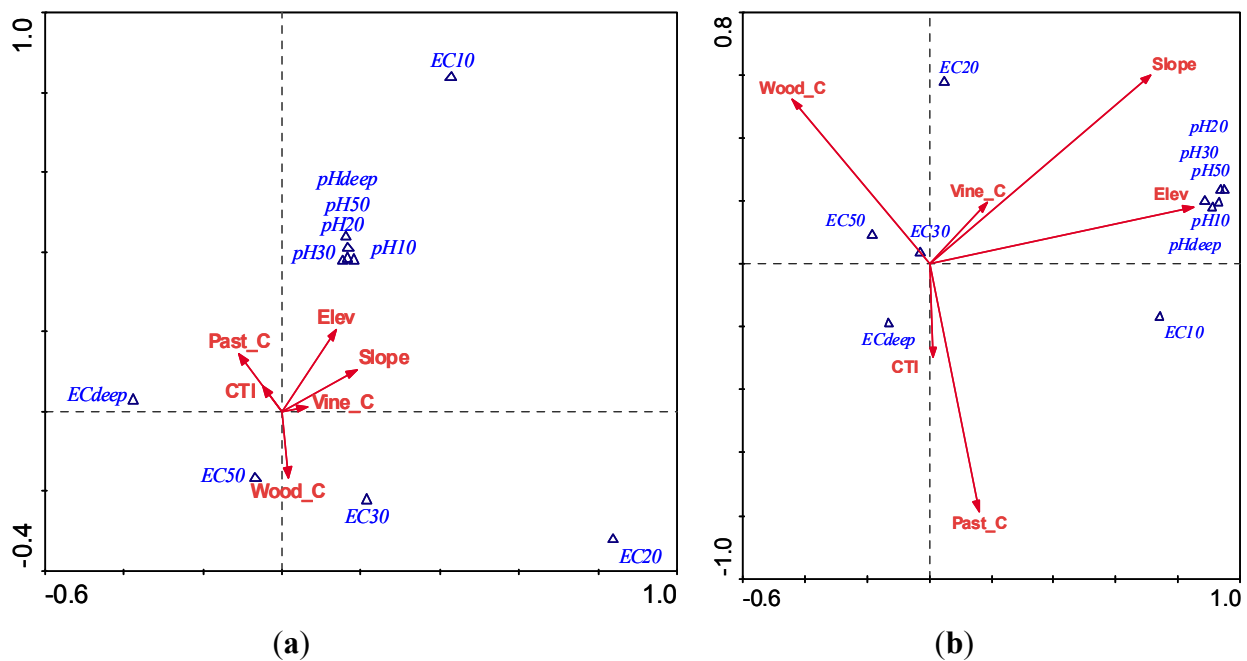 1.0
EC10
pHdeep
pH50
pH20
pH30
pH10
Elev
Past_C
Slope
CTI
ECdeep
Vine_C
EC50
Wood_C
EC30
EC20
-0.4
-0.6
1.0
(a)
0.8
EC20
Slope
Wood_C
pH20
pH30
pH50
Vine_C
Elev
EC50
EC30
pH10
pHdeep
EC10
ECdeep
CTI
Past_C
-1.0
-0.6
1.0
(b)